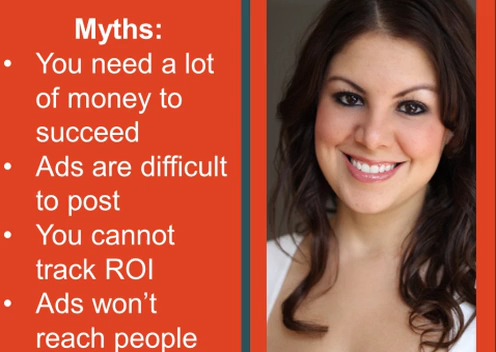 Myths:
• You need a lot
of money to
succeed
• Ads are difficult
to post
• You cannot
track ROI
• Ads won't
reach people